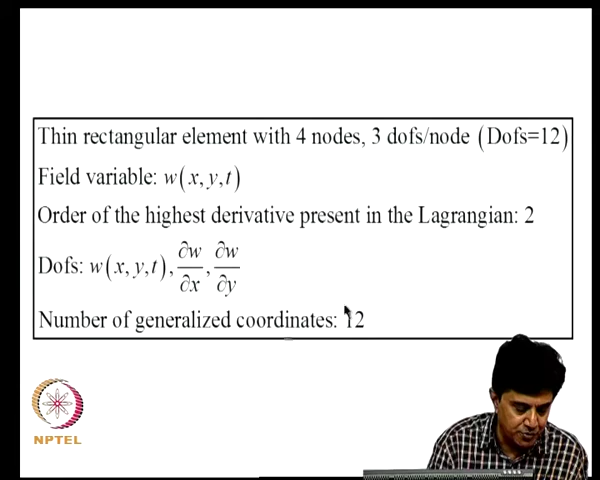 Thin rectangular element with 4 nodes, 3 dofs/node (Dofs=12)
Field variable: w(x, y,t)
Order of the highest derivative present in the Lagrangian: 2
Dofs: w(x, y,t), ∂w/∂x, ∂w/∂y
Number of generalized coordinates: 12
NPTEL